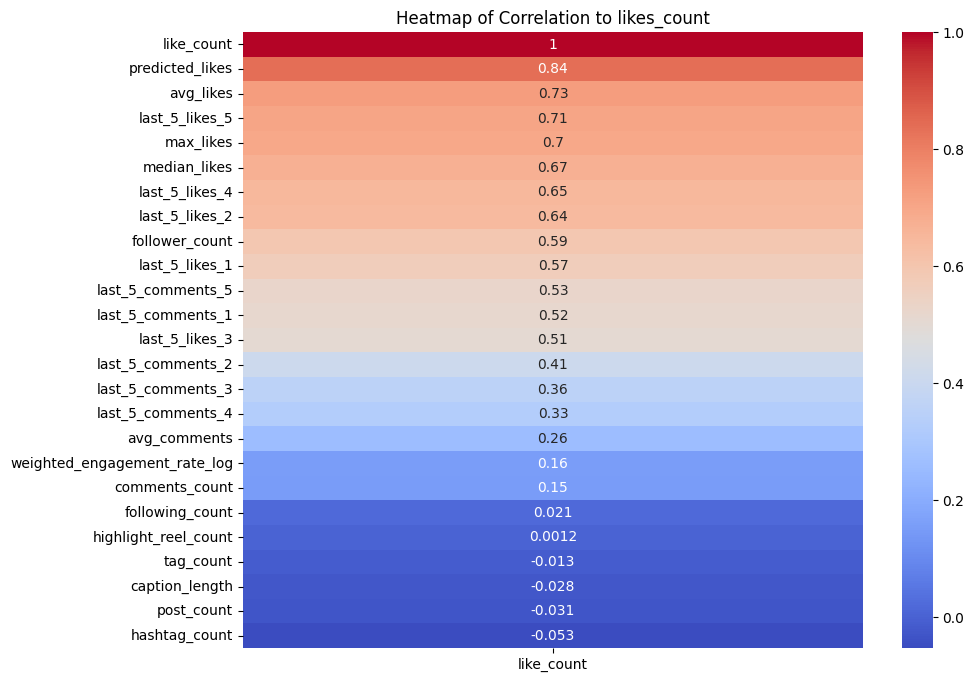 Heatmap of Correlation to likes_count
like_count 1
predicted_likes 0.84
avg_likes 0.73
last_5_likes_5 0.71
max_likes 0.7
median_likes 0.67
last_5_likes_4 0.65
last_5_likes_2 0.64
follower_count 0.59
last_5_likes_1 0.57
last_5_comments_5 0.53
last_5_comments_1 0.52
last_5_likes_3 0.51
last_5_comments_2 0.41
last_5_comments_3 0.36
last_5_comments_4 0.33
avg_comments 0.26
weighted_engagement_rate_log 0.16
comments_count 0.15
following_count 0.021
highlight_reel_count 0.0012
tag_count -0.013
caption_length -0.028
post_count -0.031
hashtag_count -0.053
like_count
1.0
0.8
0.6
0.4
0.2
0.0